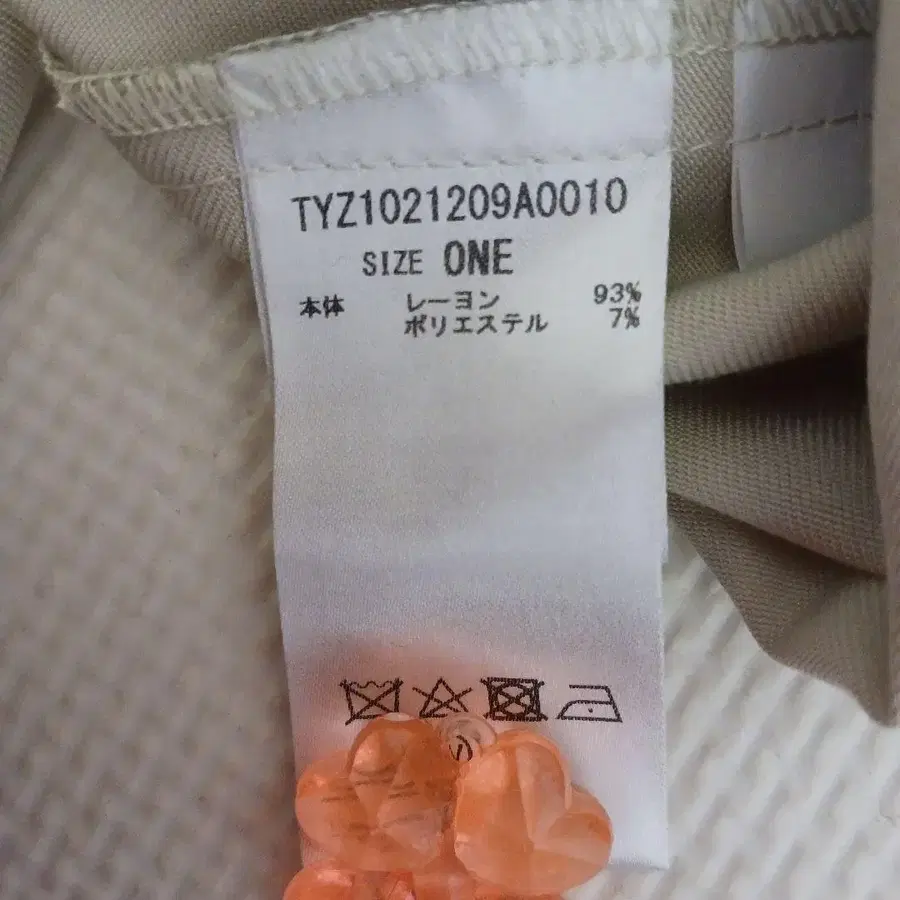 TYZ1021209A0010
SIZE ONE
本体 レーヨン 93%
ポリエステル 7%